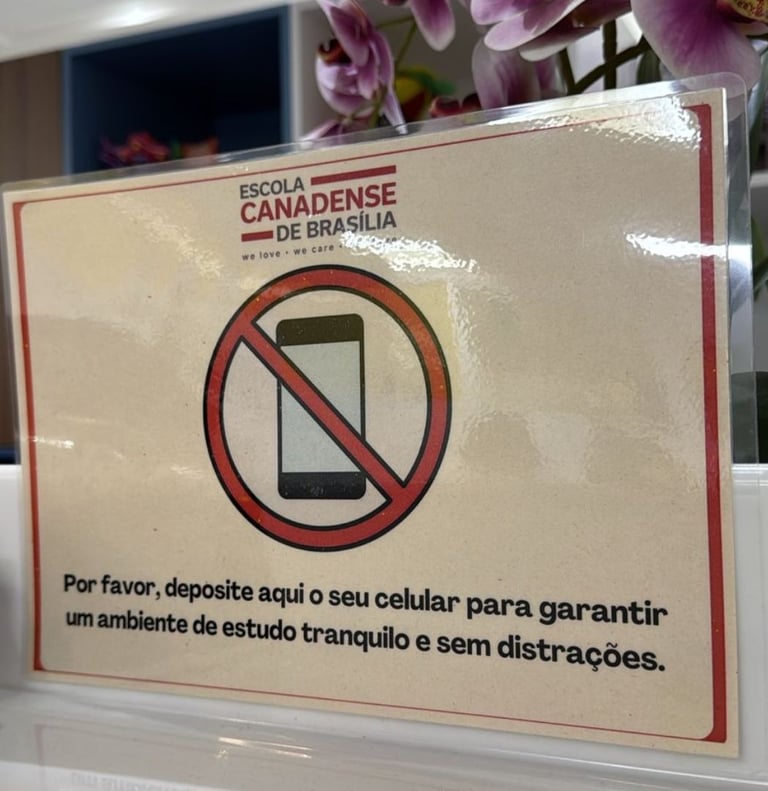 ESCOLA
CANADENSE
DE BRASÍLIA
we love • we care •
Por favor, deposite aqui o seu celular para garantir
um ambiente de estudo tranquilo e sem distrações.